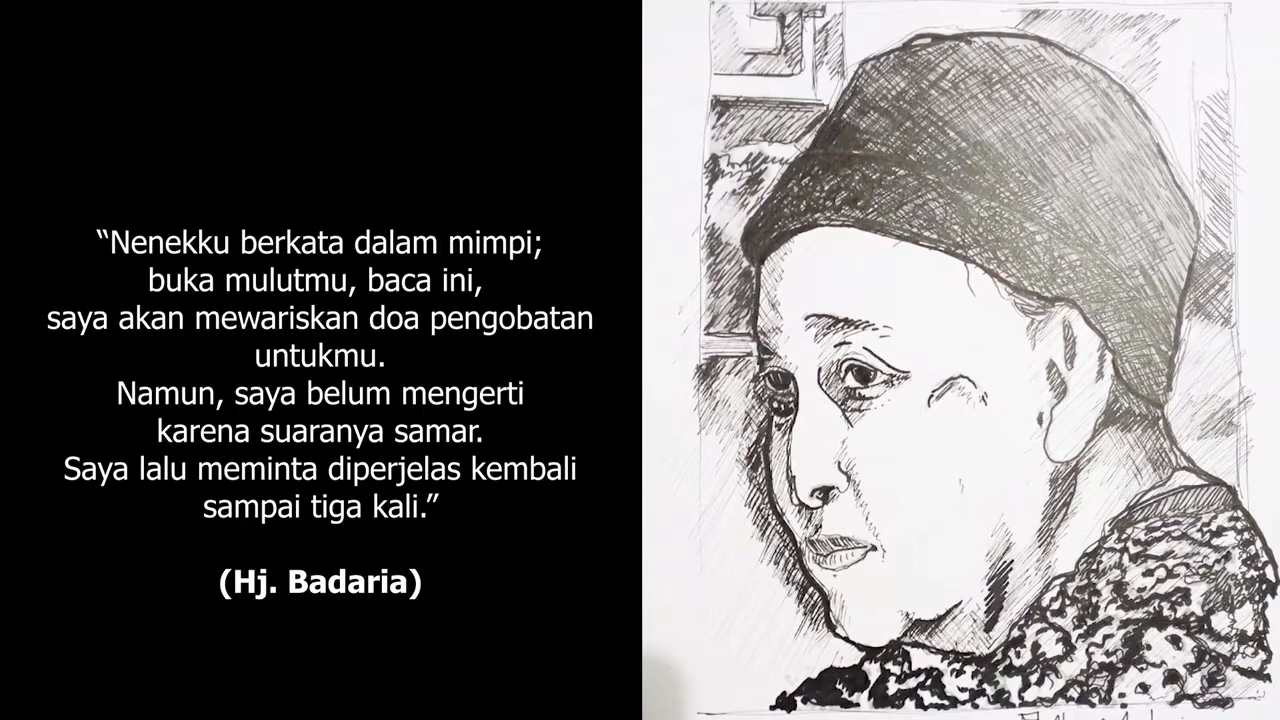 “Nenekku berkata dalam mimpi;
buka mulutmu, baca ini,
saya akan mewariskan doa pengobatan
untukmu.
Namun, saya belum mengerti
karena suaranya samar.
Saya lalu meminta diperjelas kembali
sampai tiga kali.”
(Hj. Badaria)